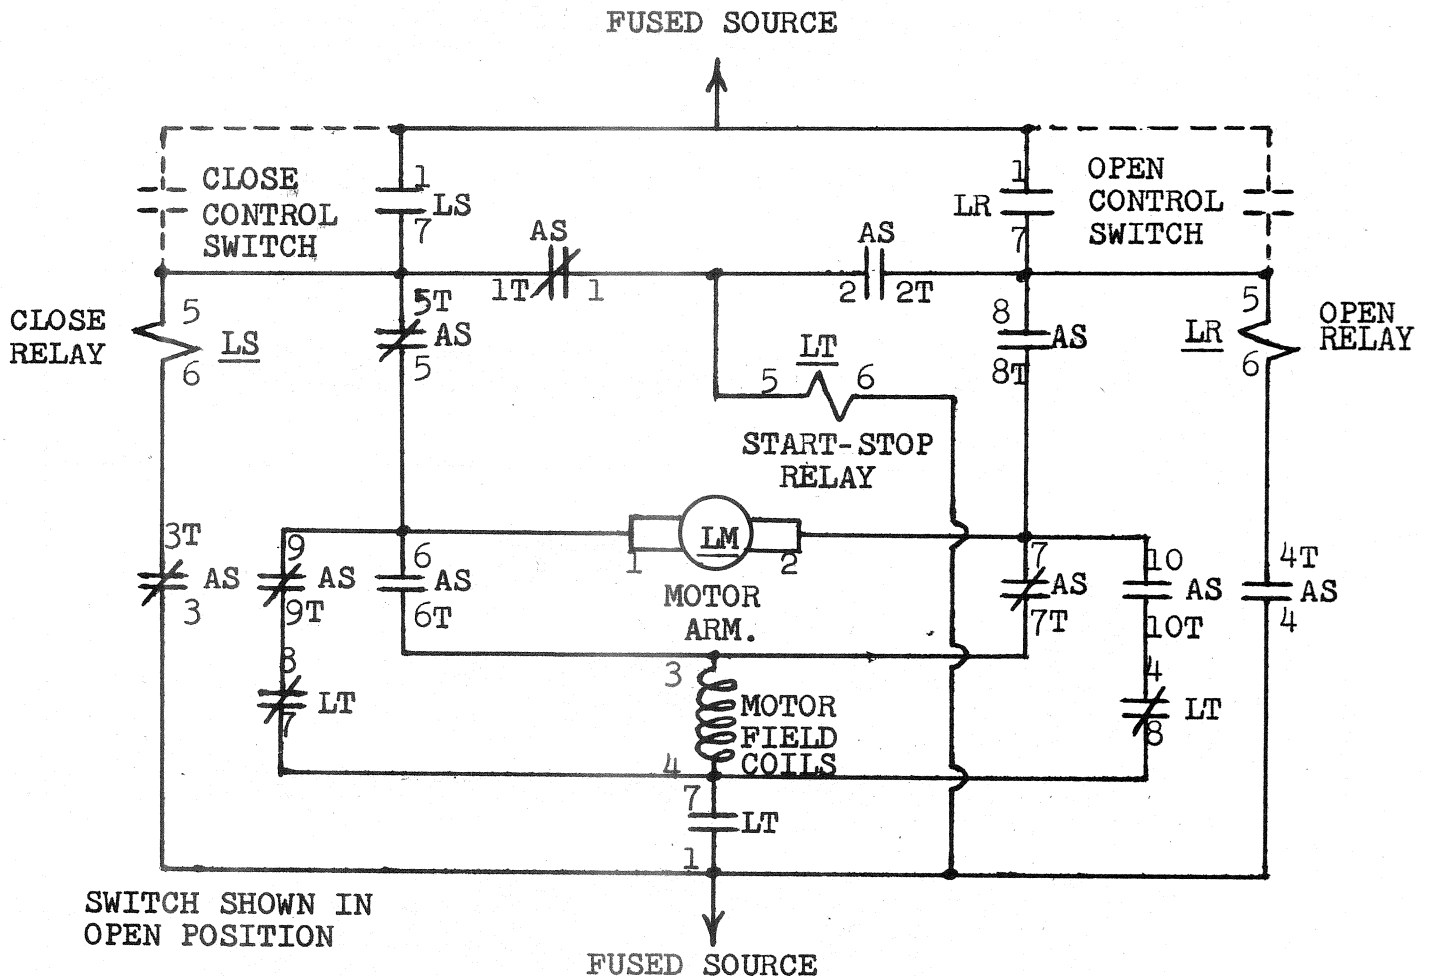 FUSED SOURCE
CLOSE
CONTROL
SWITCH
1
LS
7
1
LR
7
OPEN
CONTROL
SWITCH
AS
1T
1
AS
2
2T
CLOSE
RELAY
5
LS
6
5T
AS
5
LT
5
6
START-STOP
RELAY
8
AS
8T
5
LR
6
OPEN
RELAY
3T
AS
3
9
AS
9T
6
AS
6T
LM
1
2
MOTOR
ARM.
7
AS
7T
10
AS
10T
4T
AS
4
8
LT
7
3
MOTOR
FIELD
COILS
4
4
LT
8
7
LT
1
SWITCH SHOWN IN
OPEN POSITION
FUSED SOURCE